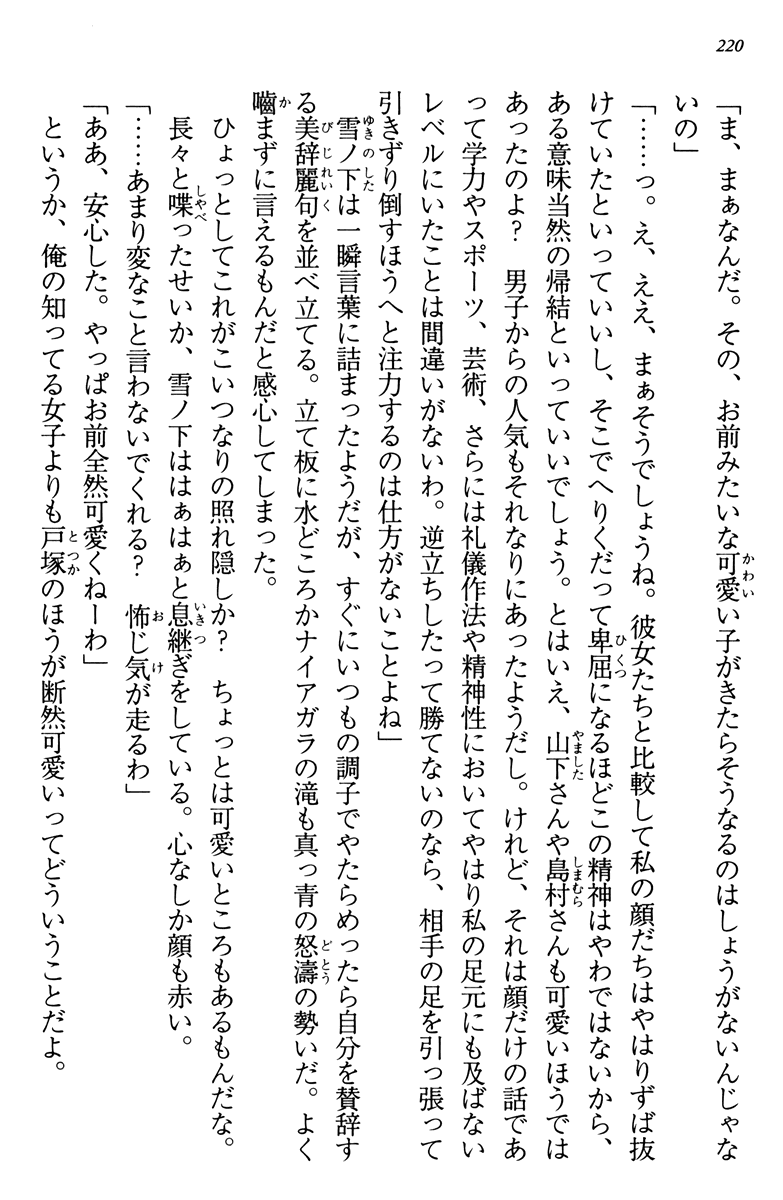 220
「ま、まぁなんだ。その、お前みたいな可愛い子がきたらそうなるのはしょうがないんじゃな
いの」
「……っ。え、ええ、まぁそうでしょうね。彼女たちと比較して私の顔だちはやはりずば抜
けていたといっていいし、そこでへりくだって卑屈になるほどこの精神はやわではないから、
ある意味当然の帰結といっていいでしょう。とはいえ、山下さんや島村さんも可愛いほうでは
あったのよ？　男子からの人気もそれなりにあったようだし。けれど、それは顔だけの話であ
って学力やスポーツ、芸術、さらには礼儀作法や精神性においてやはり私の足元にも及ばない
レベルにいたことは間違いがないわ。逆立ちしたって勝てないのなら、相手の足を引っ張って
引きずり倒すほうへと注力するのは仕方がないことよね」
雪ノ下は一瞬言葉に詰まったようだが、すぐにいつもの調子でやたらめったら自分を賛辞す
る美辞麗句を並べ立てる。立て板に水どころかナイアガラの滝も真っ青の怒濤の勢いだ。よく
嚙まずに言えるもんだと感心してしまった。
ひょっとしてこれがこいつなりの照れ隠しか？　ちょっとは可愛いところもあるもんだな。
長々と喋ったせいか、雪ノ下ははぁはぁと息継ぎをしている。心なしか顔も赤い。
「……あまり変なこと言わないでくれる？　怖じ気が走るわ」
「ああ、安心した。やっぱお前全然可愛くねーわ」
というか、俺の知ってる女子よりも戸塚のほうが断然可愛いってどういうことだよ。